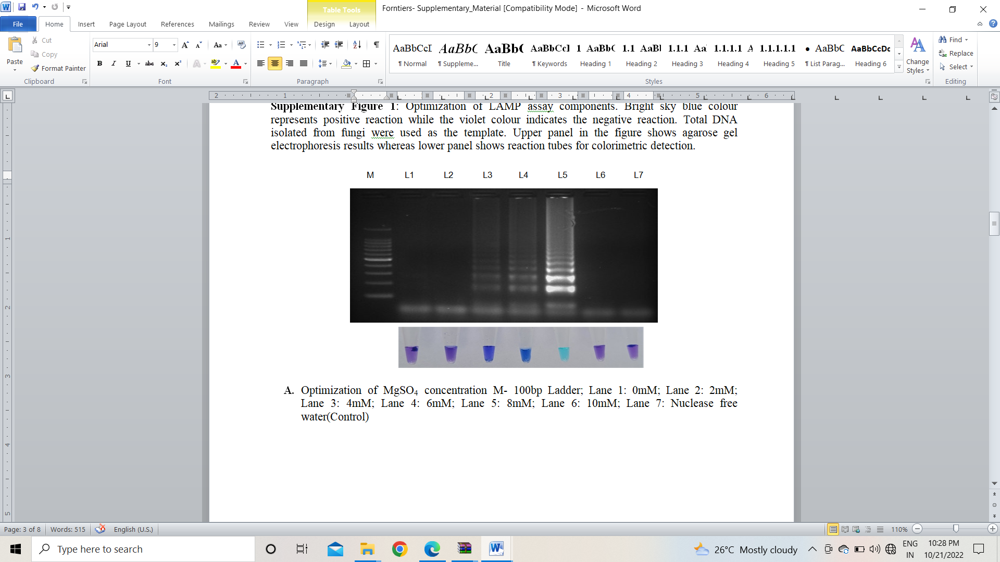 Forntiers- Supplementary_Material [Compatibility Mode] - Microsoft Word
Table Tools
File Home Insert Page Layout References Mailings Review View Design Layout
Paste
Cut
Copy
Format Painter
Clipboard
Arial 9
Font
Paragraph
AaBbCcI AaBbC AaBb( AaBbCcI 1 AaBbC 1.1 AaBl 1.1.1 Aa 1.1.1.1 A 1.1.1.1.1 • AaBbC AaBbCcDc
¶ Normal ¶ Suppleme... Title ¶ Keywords Heading 1 Heading 2 Heading 3 Heading 4 Heading 5 ¶ List Parag... Heading 6
Styles
Change Styles
Find
Replace
Select
Editing
2 1 2 3 4 5 6
Supplementary Figure 1: Optimization of LAMP assay components. Bright sky blue colour
represents positive reaction while the violet colour indicates the negative reaction. Total DNA
isolated from fungi were used as the template. Upper panel in the figure shows agarose gel
electrophoresis results whereas lower panel shows reaction tubes for colorimetric detection.
M L1 L2 L3 L4 L5 L6 L7
A. Optimization of MgSO₄ concentration M- 100bp Ladder; Lane 1: 0mM; Lane 2: 2mM;
Lane 3: 4mM; Lane 4: 6mM; Lane 5: 8mM; Lane 6: 10mM; Lane 7: Nuclease free
water(Control)
1
2
3
4
5
Page: 3 of 8 Words: 515 English (U.S.) 110%
Type here to search
26°C Mostly cloudy
ENG
IN
10:28 PM
10/21/2022